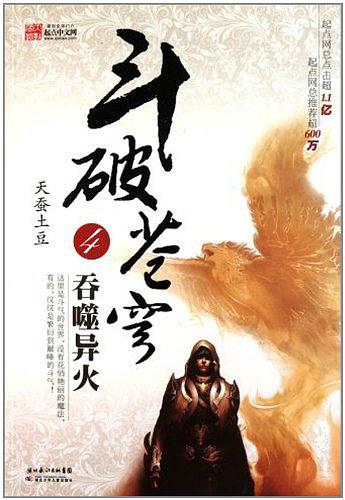 起点中文网
www.qidian.com
起点网总点击超1.1亿
起点网总推荐超600万
斗破苍穹
天蚕土豆
4
吞噬异火
这里是斗气的世界,没有花俏艳丽的魔法,
有的,仅仅是繁衍到巅峰的斗气!